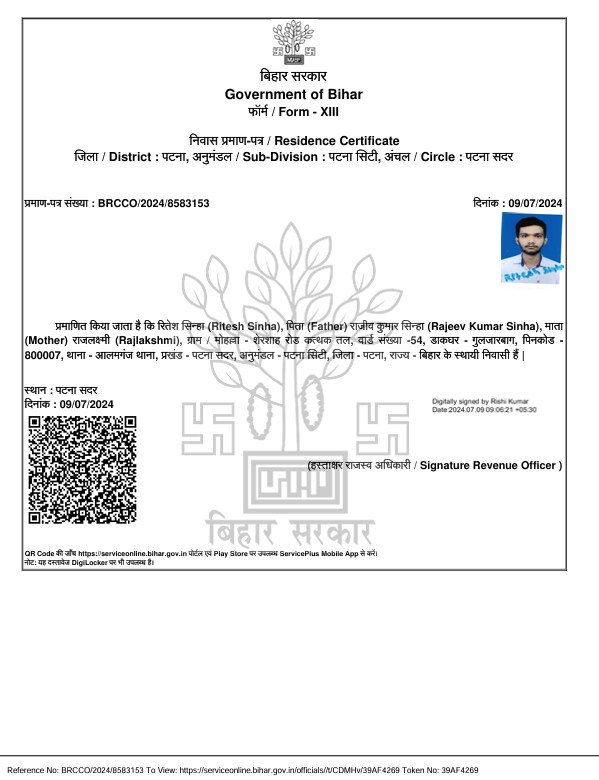 बिहार सरकार
Government of Bihar
फॉर्म / Form - XIII
निवास प्रमाण-पत्र / Residence Certificate
जिला / District : पटना, अनुमंडल / Sub-Division : पटना सिटी, अंचल / Circle : पटना सदर
प्रमाण-पत्र संख्या : BRCCO/2024/8583153
दिनांक : 09/07/2024
प्रमाणित किया जाता है कि रितेश सिन्हा (Ritesh Sinha), पिता (Father) राजीव कुमार सिन्हा (Rajeev Kumar Sinha), माता
(Mother) राजलक्ष्मी (Rajlakshmi), ग्राम / मोहल्ला - शेरशाह रोड कत्थक तल, वार्ड संख्या -54, डाकघर - गुलजारबाग, पिनकोड -
800007, थाना - आलमगंज थाना, प्रखंड - पटना सदर, अनुमंडल - पटना सिटी, जिला - पटना, राज्य - बिहार के स्थायी निवासी हैं |
स्थान : पटना सदर
दिनांक : 09/07/2024
Digitally signed by Rishi Kumar
Date:2024.07.09 09:06:21 +05:30
(हस्ताक्षर राजस्व अधिकारी / Signature Revenue Officer )
बिहार सरकार
QR Code की जाँच https://serviceonline.bihar.gov.in पोर्टल एवं Play Store पर उपलब्ध ServicePlus Mobile App से करें।
नोट: यह दस्तावेज DigiLocker पर भी उपलब्ध है।
Reference No: BRCCO/2024/8583153 To View: https://serviceonline.bihar.gov.in/officials//t/CDMHv/39AF4269 Token No: 39AF4269